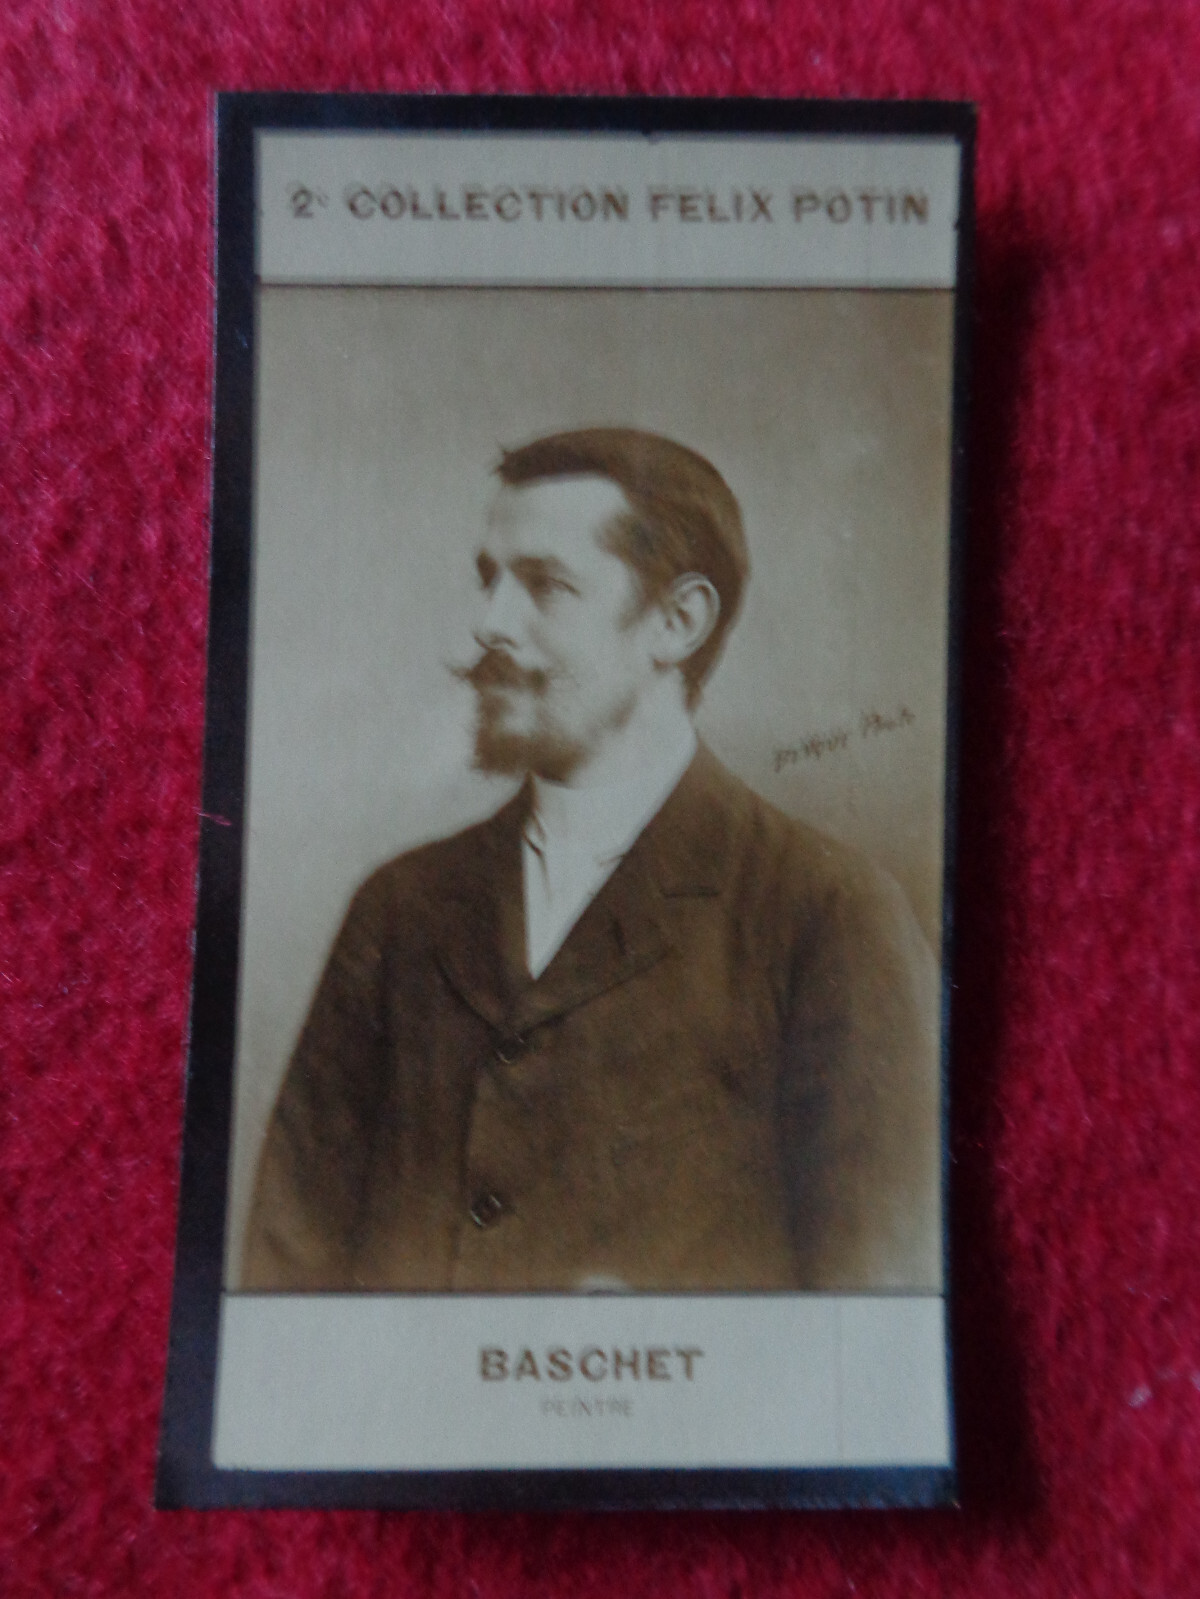 2e COLLECTION FELIX POTIN
BASCHET
PEINTRE